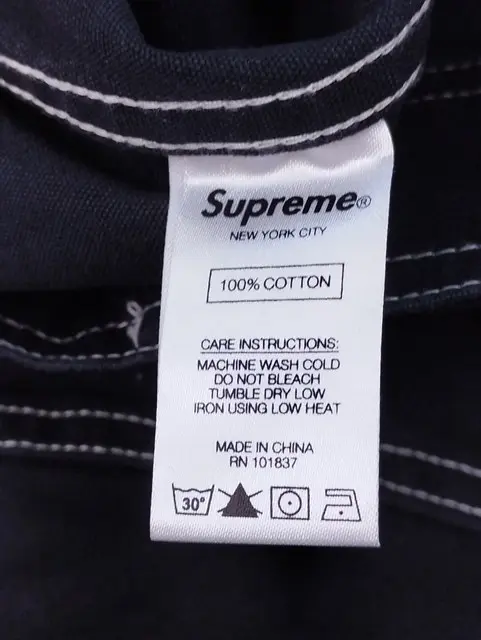 Supreme®
NEW YORK CITY
100% COTTON
CARE INSTRUCTIONS:
MACHINE WASH COLD
DO NOT BLEACH
TUMBLE DRY LOW
IRON USING LOW HEAT
MADE IN CHINA
RN 101837
30°